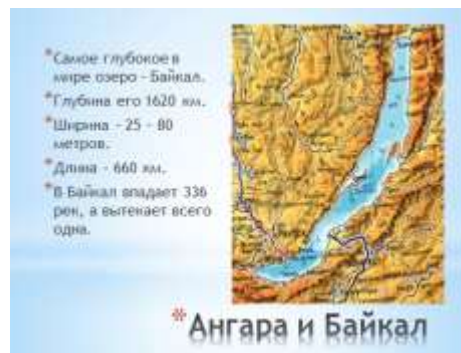 * Самое глубокое в
мире озеро - Байкал.
* Глубина его 1620 км.
* Ширина - 25 - 80
метров.
* Длина - 660 км.
* В Байкал впадает 336
рек, а вытекает всего
одна.
* Ангара и Байкал